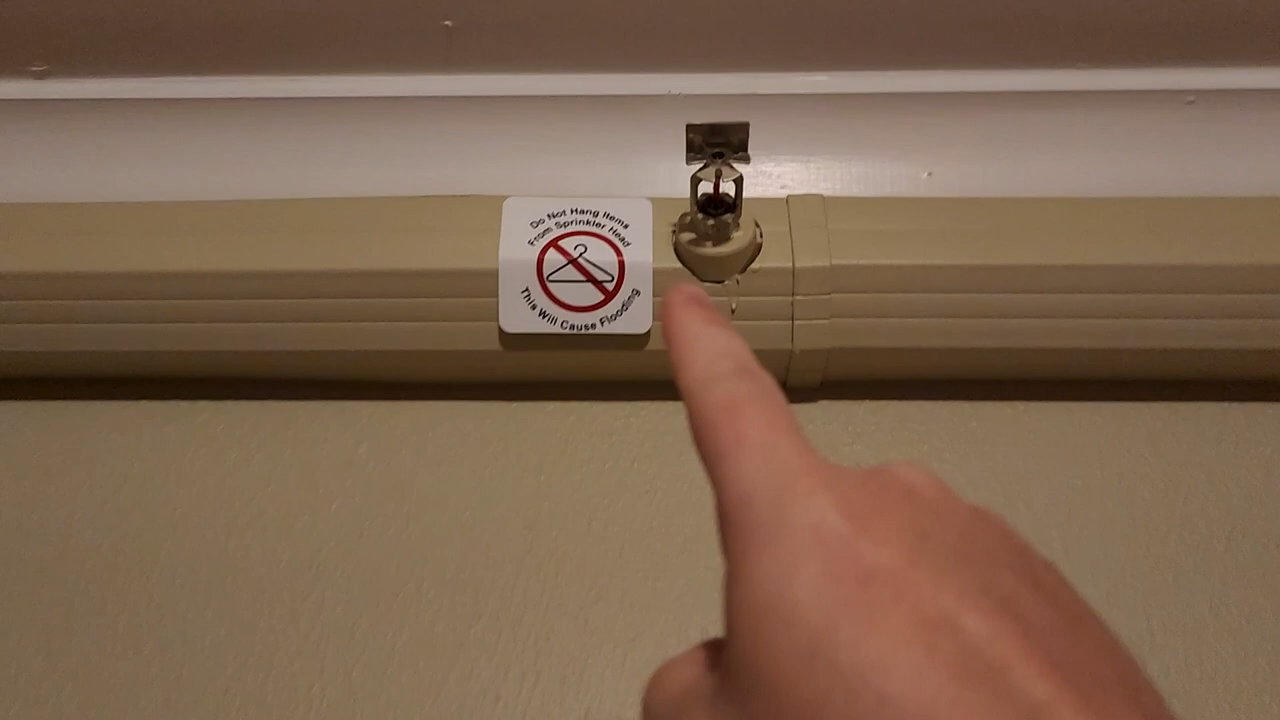 Do Not Hang Items
From Sprinkler Head
This Will Cause Flooding